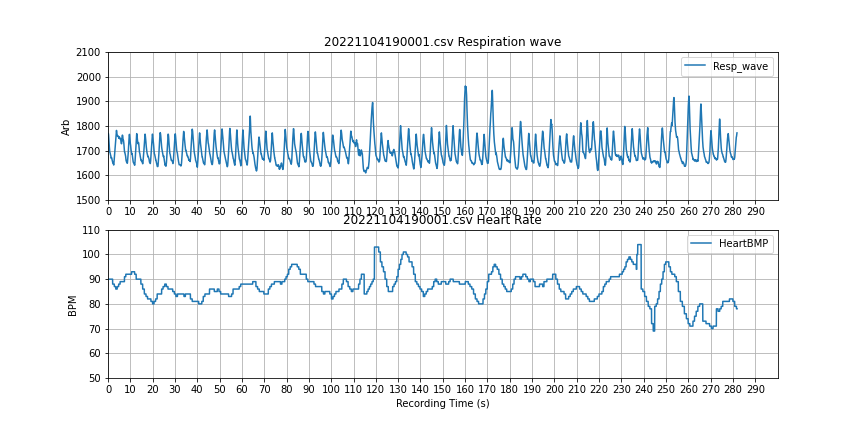 20221104190001.csv Respiration wave
2100
2000
1900
1800
1700
1600
1500
Arb
Resp_wave
0 10 20 30 40 50 60 70 80 90 100 110 120 130 140 150 160 170 180 190 200 210 220 230 240 250 260 270 281 290
20221104190001.csv Heart Rate
110
100
90
80
70
60
50
BPM
HeartBMP
0 10 20 30 40 50 60 70 80 90 100 110 120 130 140 150 160 170 180 190 200 210 220 230 240 250 260 270 281 290
Recording Time (s)